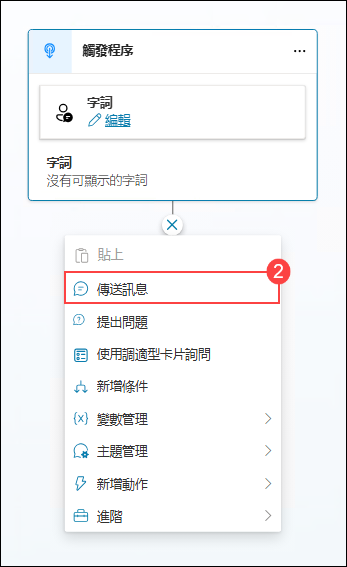 觸發程序
字詞
編輯
字詞
沒有可顯示的字詞
貼上
2
傳送訊息
提出問題
使用調適型卡片詢問
新增條件
變數管理
主題管理
新增動作
進階